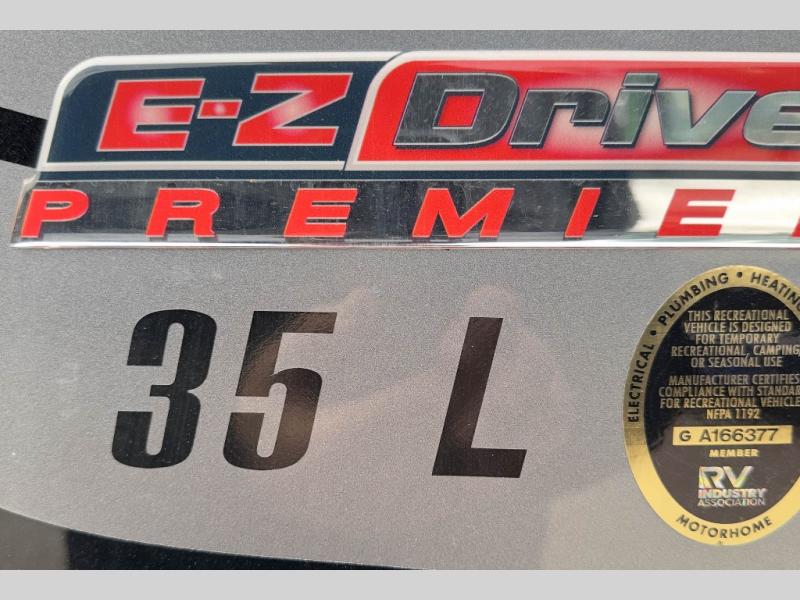 E-Z Drive
PREMIE
35 L
ELECTRICAL • PLUMBING • HEATING
THIS RECREATIONAL
VEHICLE IS DESIGNED
FOR TEMPORARY
RECREATIONAL, CAMPING,
OR SEASONAL USE
MANUFACTURER CERTIFIES
COMPLIANCE WITH STANDAR
FOR RECREATIONAL VEHICLE
NFPA 1192
G A166377
MEMBER
RV
INDUSTRY
ASSOCIATION
MOTORHOME